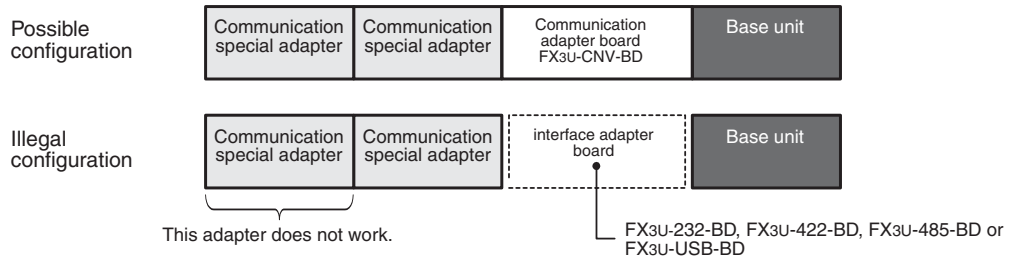 Possible
configuration
Communication
special adapter
Communication
special adapter
Communication
adapter board
FX3U-CNV-BD
Base unit
Illegal
configuration
Communication
special adapter
Communication
special adapter
interface adapter
board
Base unit
This adapter does not work.
FX3U-232-BD, FX3U-422-BD, FX3U-485-BD or
FX3U-USB-BD